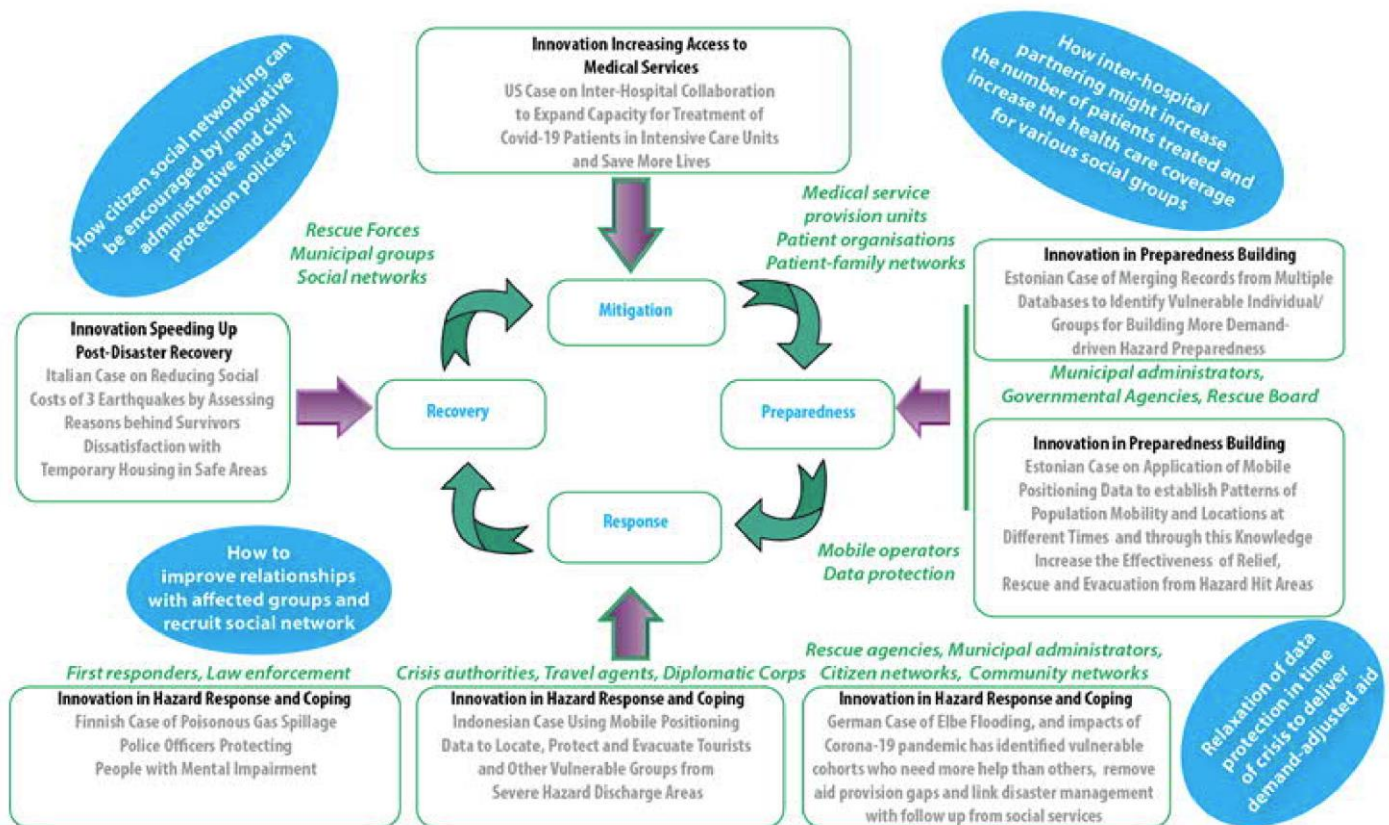 How citizen social networking can
be encouraged by innovative
administrative and civil
protection policies?
Innovation Increasing Access to
Medical Services
US Case on Inter-Hospital Collaboration
to Expand Capacity for Treatment of
Covid-19 Patients in Intensive Care Units
and Save More Lives
How inter-hospital
partnering might increase
the number of patients treated and
increase the health care coverage
for various social groups
Rescue Forces
Municipal groups
Social networks
Medical service
provision units
Patient organisations
Patient-family networks
Mitigation
Innovation in Preparedness Building
Estonian Case of Merging Records from Multiple
Databases to Identify Vulnerable Individual/
Groups for Building More Demand-
driven Hazard Preparedness
Innovation Speeding Up
Post-Disaster Recovery
Italian Case on Reducing Social
Costs of 3 Earthquakes by Assessing
Reasons behind Survivors
Dissatisfaction with
Temporary Housing in Safe Areas
Recovery
Preparedness
Municipal administrators,
Governmental Agencies, Rescue Board
Innovation in Preparedness Building
Estonian Case on Application of Mobile
Positioning Data to establish Patterns of
Population Mobility and Locations at
Different Times and through this Knowledge
Increase the Effectiveness of Relief,
Rescue and Evacuation from Hazard Hit Areas
Response
Mobile operators
Data protection
How to
improve relationships
with affected groups and
recruit social network
First responders, Law enforcement
Innovation in Hazard Response and Coping
Finnish Case of Poisonous Gas Spillage
Police Officers Protecting
People with Mental Impairment
Crisis authorities, Travel agents, Diplomatic Corps
Innovation in Hazard Response and Coping
Indonesian Case Using Mobile Positioning
Data to Locate, Protect and Evacuate Tourists
and Other Vulnerable Groups from
Severe Hazard Discharge Areas
Rescue agencies, Municipal administrators,
Citizen networks, Community networks
Innovation in Hazard Response and Coping
German Case of Elbe Flooding, and impacts of
Corona-19 pandemic has identified vulnerable
cohorts who need more help than others, remove
aid provision gaps and link disaster management
with follow up from social services
Relaxation of data
protection in time
of crisis to deliver
demand-adjusted aid